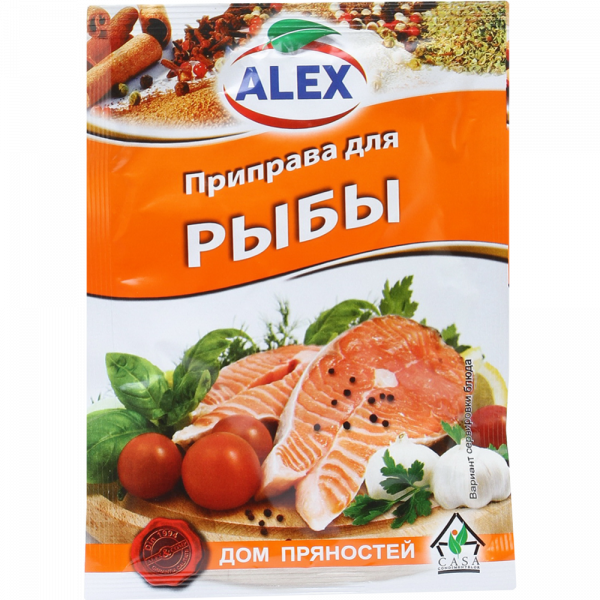 ALEX
Приправа для
РЫБЫ
Вариант сервировки блюда
ДОМ ПРЯНОСТЕЙ
CASA